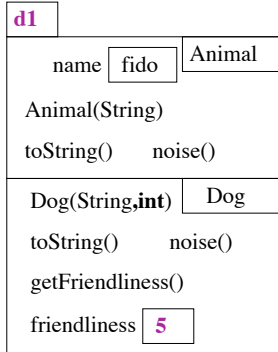 d1
name fido Animal
Animal(String)
toString() noise()
Dog(String,int) Dog
toString() noise()
getFriendliness()
friendliness 5